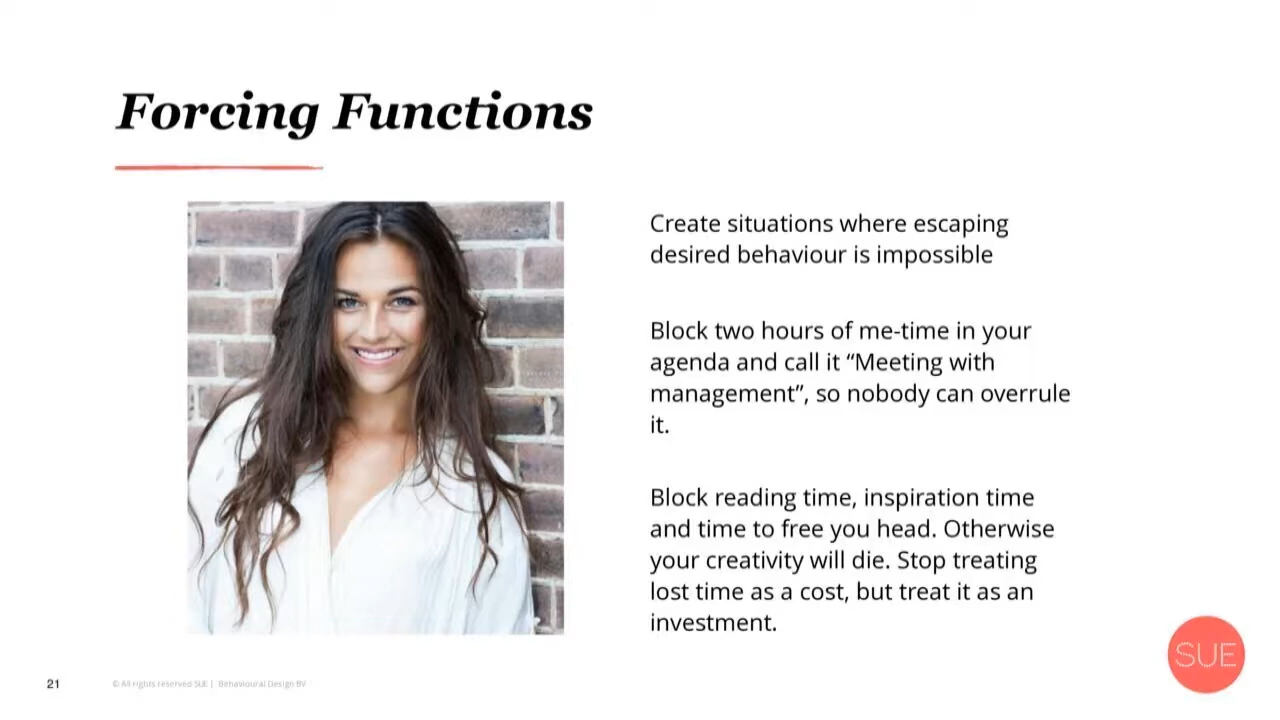 Forcing Functions
Create situations where escaping
desired behaviour is impossible
Block two hours of me-time in your
agenda and call it “Meeting with
management”, so nobody can overrule
it.
Block reading time, inspiration time
and time to free you head. Otherwise
your creativity will die. Stop treating
lost time as a cost, but treat it as an
investment.
SUE
21
© All rights reserved SUE | Behavioural Design BV